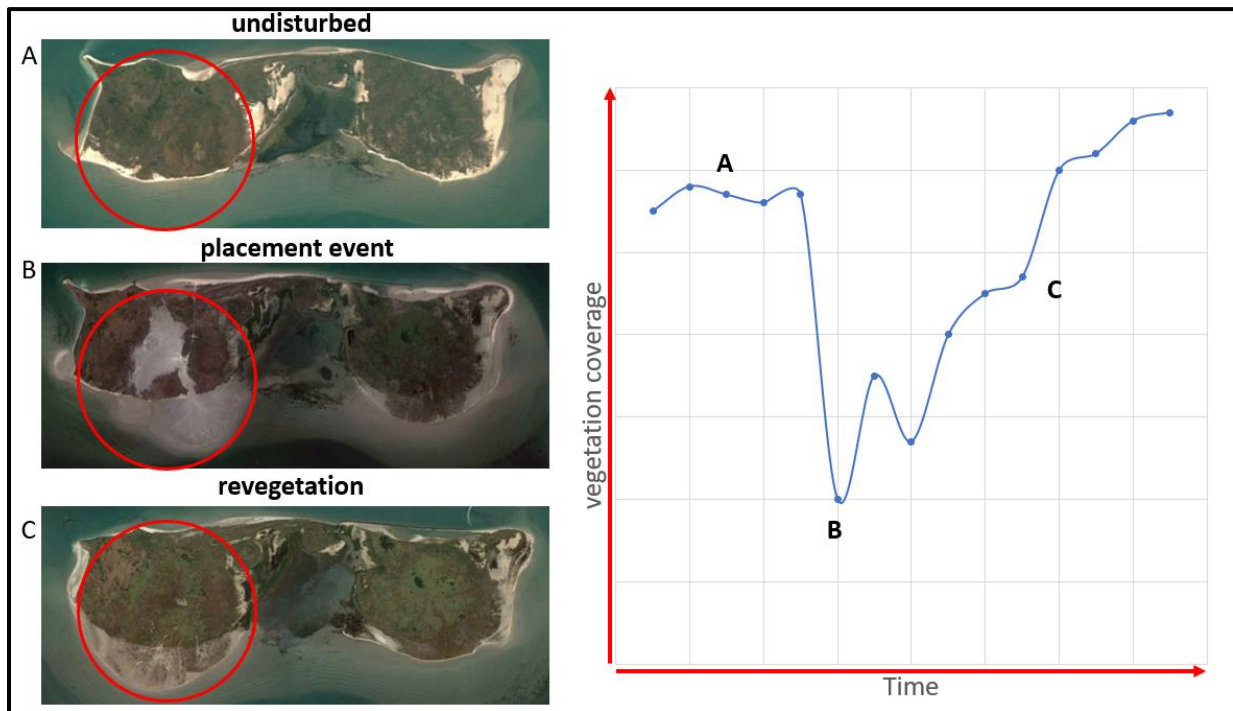 undisturbed
A
placement event
B
revegetation
C
vegetation coverage
A
B
C
Time